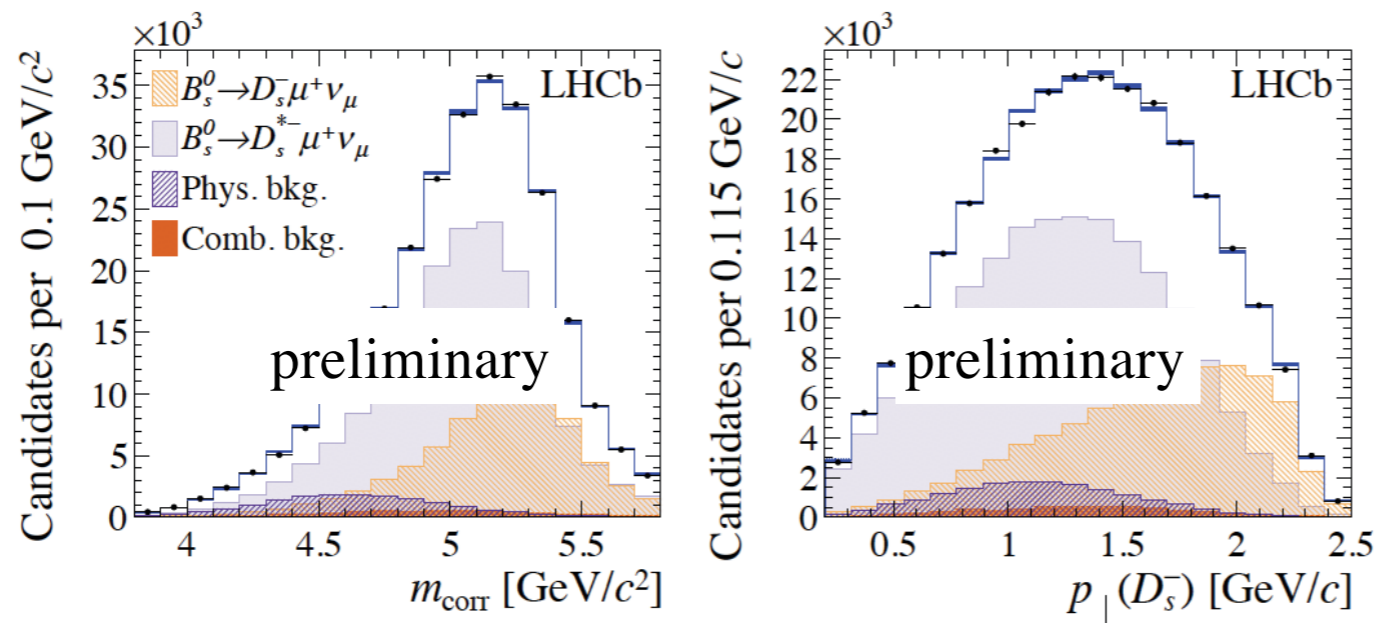 ×10³
LHCb
Candidates per 0.1 GeV/c²
35
30
25
20
15
10
5
0
B⁰ₛ→D⁻ₛμ⁺ν_μ
B⁰ₛ→D*⁻ₛμ⁺ν_μ
Phys. bkg.
Comb. bkg.
preliminary
4 4.5 5 5.5
m_corr [GeV/c²]
×10³
LHCb
Candidates per 0.115 GeV/c
22
20
18
16
14
12
10
8
6
4
2
0
preliminary
0.5 1 1.5 2 2.5
p⊥(D⁻ₛ) [GeV/c]